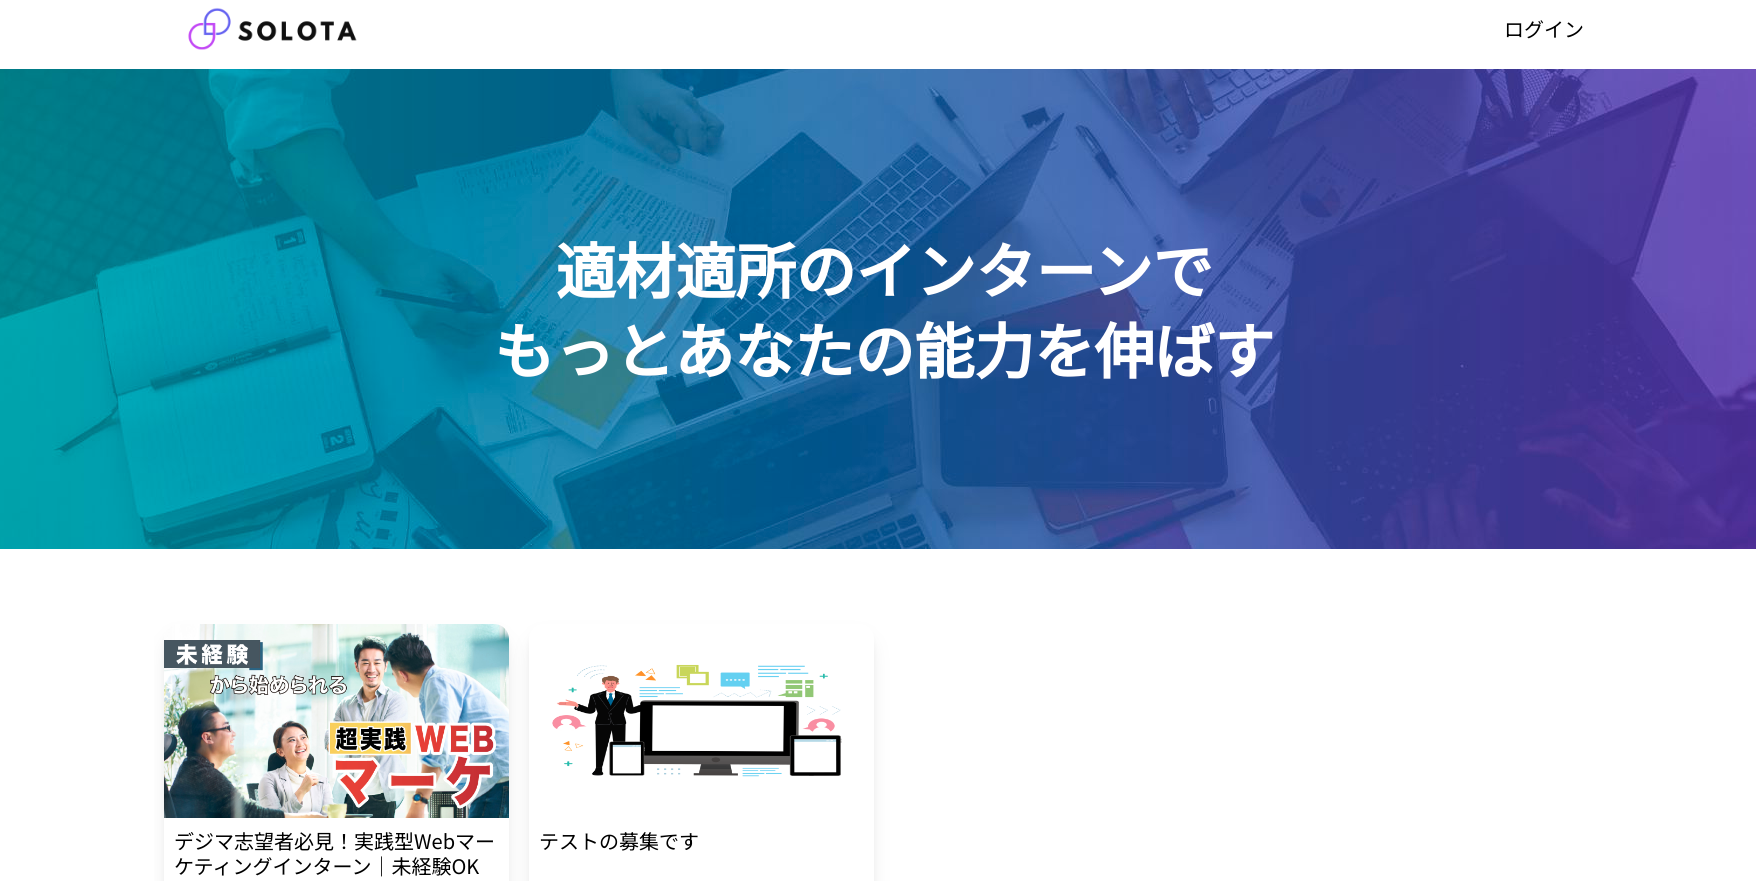 SOLOTA
ログイン
適材適所のインターンで
もっとあなたの能力を伸ばす
未経験
から始められる
超実践 WEB
マーケ
デジマ志望者必見！実践型Webマー
ケティングインターン｜未経験OK
テストの募集です
1
2